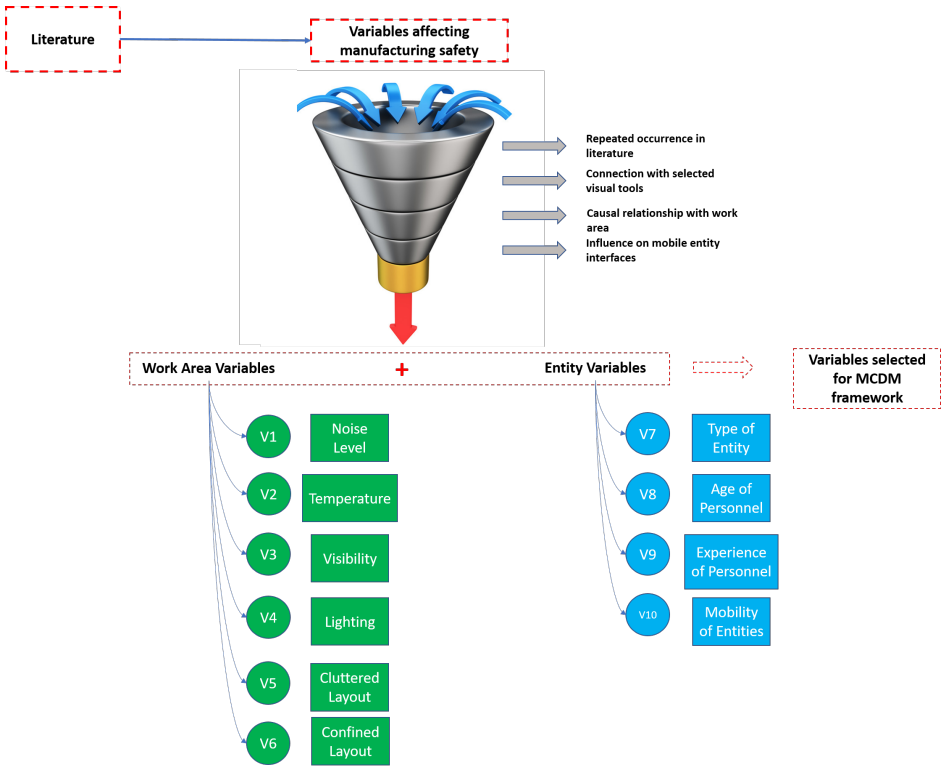 Literature
Variables affecting
manufacturing safety
Repeated occurrence in
literature
Connection with selected
visual tools
Causal relationship with work
area
Influence on mobile entity
interfaces
Work Area Variables
+
Entity Variables
Variables selected
for MCDM
framework
V1
Noise
Level
V2
Temperature
V3
Visibility
V4
Lighting
V5
Cluttered
Layout
V6
Confined
Layout
V7
Type of
Entity
V8
Age of
Personnel
V9
Experience
of Personnel
V10
Mobility
of Entities